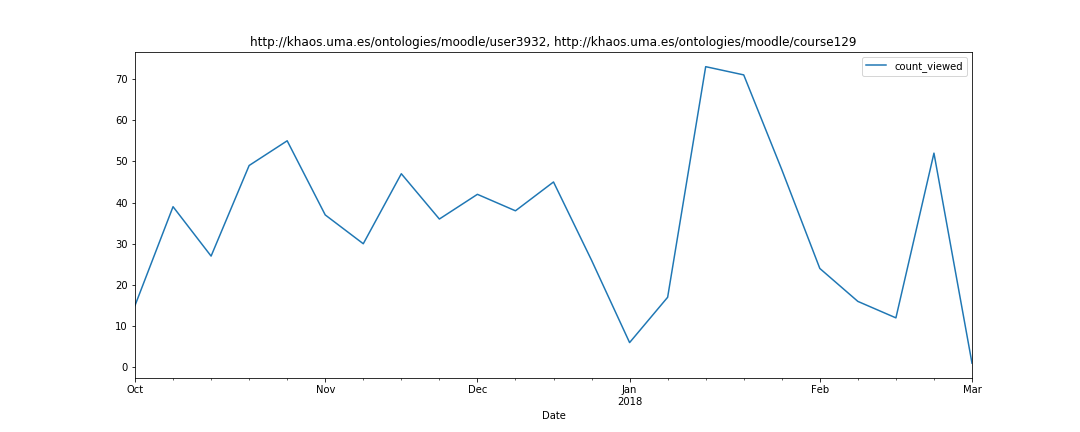 http://khaos.uma.es/ontologies/moodle/user3932, http://khaos.uma.es/ontologies/moodle/course129
count_viewed
70
60
50
40
30
20
10
0
Oct Nov Dec Jan Feb Mar
2018
Date